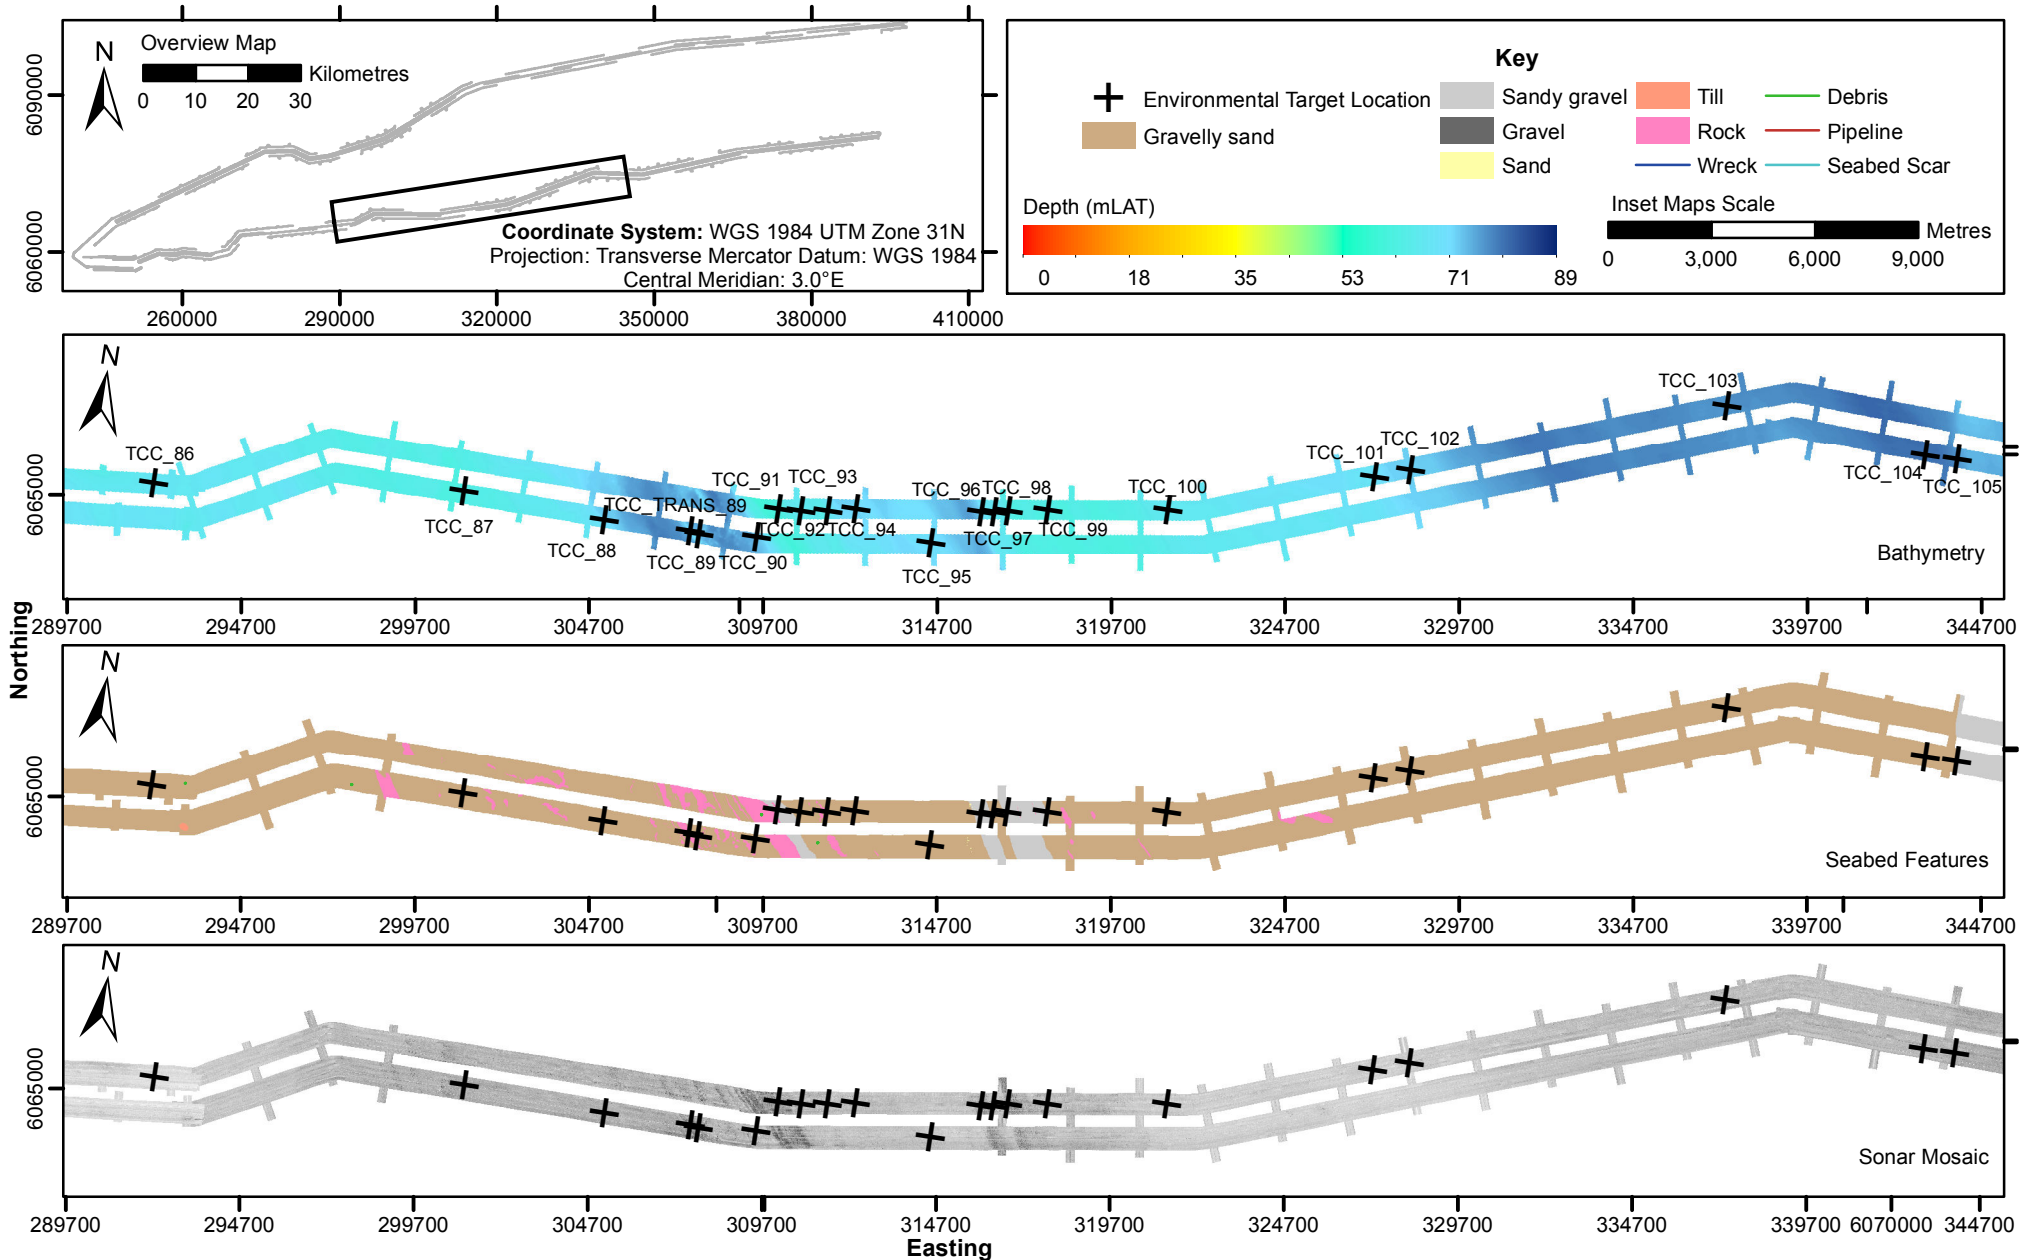 N
Overview Map
Kilometres
0 10 20 30
6090000
6060000
Coordinate System: WGS 1984 UTM Zone 31N
Projection: Transverse Mercator Datum: WGS 1984
Central Meridian: 3.0°E
260000 290000 320000 350000 380000 410000
Key
Environmental Target Location
Gravelly sand
Sandy gravel
Gravel
Sand
Till
Rock
Wreck
Debris
Pipeline
Seabed Scar
Depth (mLAT)
0 18 35 53 71 89
Inset Maps Scale
Metres
0 3,000 6,000 9,000
Northing
N
6065000
TCC_86
TCC_87
TCC_88
TCC_TRANS_89
TCC_89
TCC_90
TCC_91
TCC_92
TCC_93
TCC_94
TCC_95
TCC_96
TCC_97
TCC_98
TCC_99
TCC_100
TCC_101
TCC_102
TCC_103
TCC_104
TCC_105
Bathymetry
289700 294700 299700 304700 309700 314700 319700 324700 329700 334700 339700 344700
N
6065000
Seabed Features
289700 294700 299700 304700 309700 314700 319700 324700 329700 334700 339700 344700
N
6065000
Sonar Mosaic
289700 294700 299700 304700 309700 314700 319700 324700 329700 334700 339700 6070000 344700
Easting